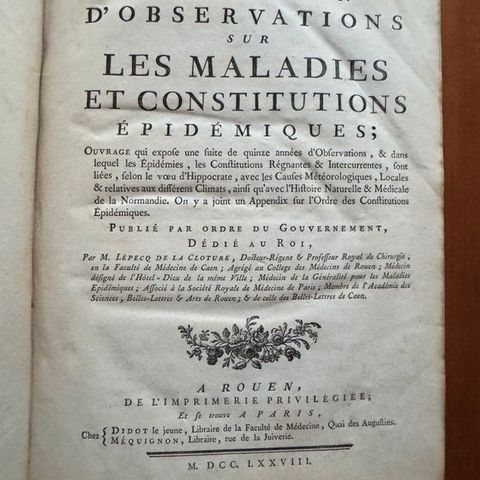 D'OBSERVATIONS
SUR
LES MALADIES
ET CONSTITUTIONS
ÉPIDÉMIQUES;
OUVRAGE qui expose une suite de quinze années d'Observations, & dans
lequel les Épidémies, les Constitutions Régnantes & Intercurrentes, sont
liées, selon le vœu d'Hippocrate, avec les Causes Météorologiques, Locales
& relatives aux différens Climats, ainsi qu'avec l'Histoire Naturelle & Médicale
de la Normandie. On y a joint un Appendix sur l'Ordre des Constitutions
Épidémiques.
PUBLIÉ PAR ORDRE DU GOUVERNEMENT,
DÉDIÉ AU ROI,
Par M. LÉPECQ DE LA CLOTURE, Docteur-Régent & Professeur Royal de Chirurgie,
en la Faculté de Médecine de Caen; Agrégé au College des Médecins de Rouen; Médecin
désigné de l'Hôtel-Dieu de la même Ville; Médecin de la Généralité pour les Maladies
Epidémiques; Associé à la Société Royale de Médecine de Paris; Membre de l'Académie des
Sciences, Belles-Lettres & Arts de Rouen; & de celle des Belles-Lettres de Caen.
A ROUEN,
DE L'IMPRIMERIE PRIVILÉGIÉE;
Et se trouve A PARIS,
Chez { DIDOT le jeune, Libraire de la Faculté de Médecine, Quai des Augustins.
MÉQUIGNON, Libraire, rue de la Juiverie.
M. DCC. LXXVIII.